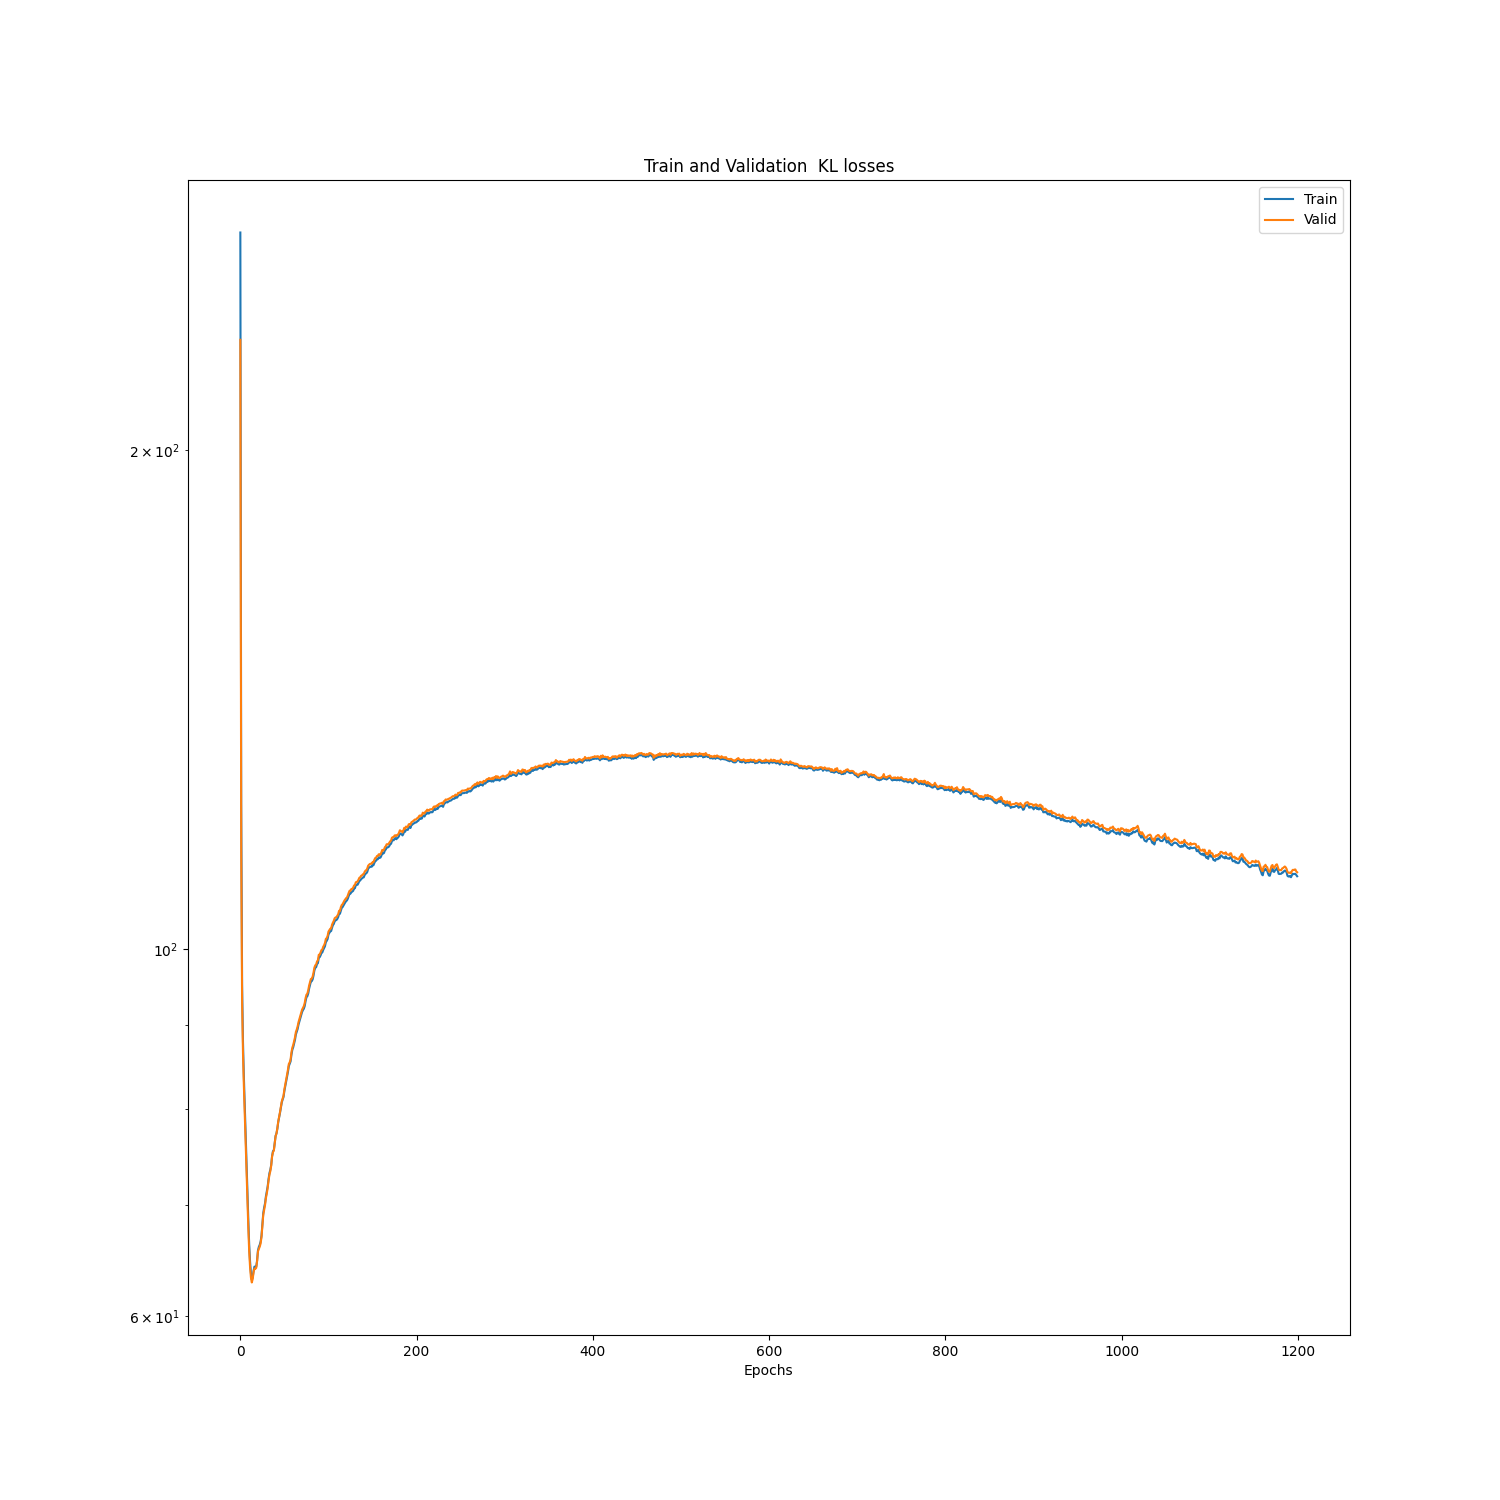 Train and Validation  KL losses
Train
Valid
2 × 10²
10²
6 × 10¹
0 200 400 600 800 1000 1200
Epochs